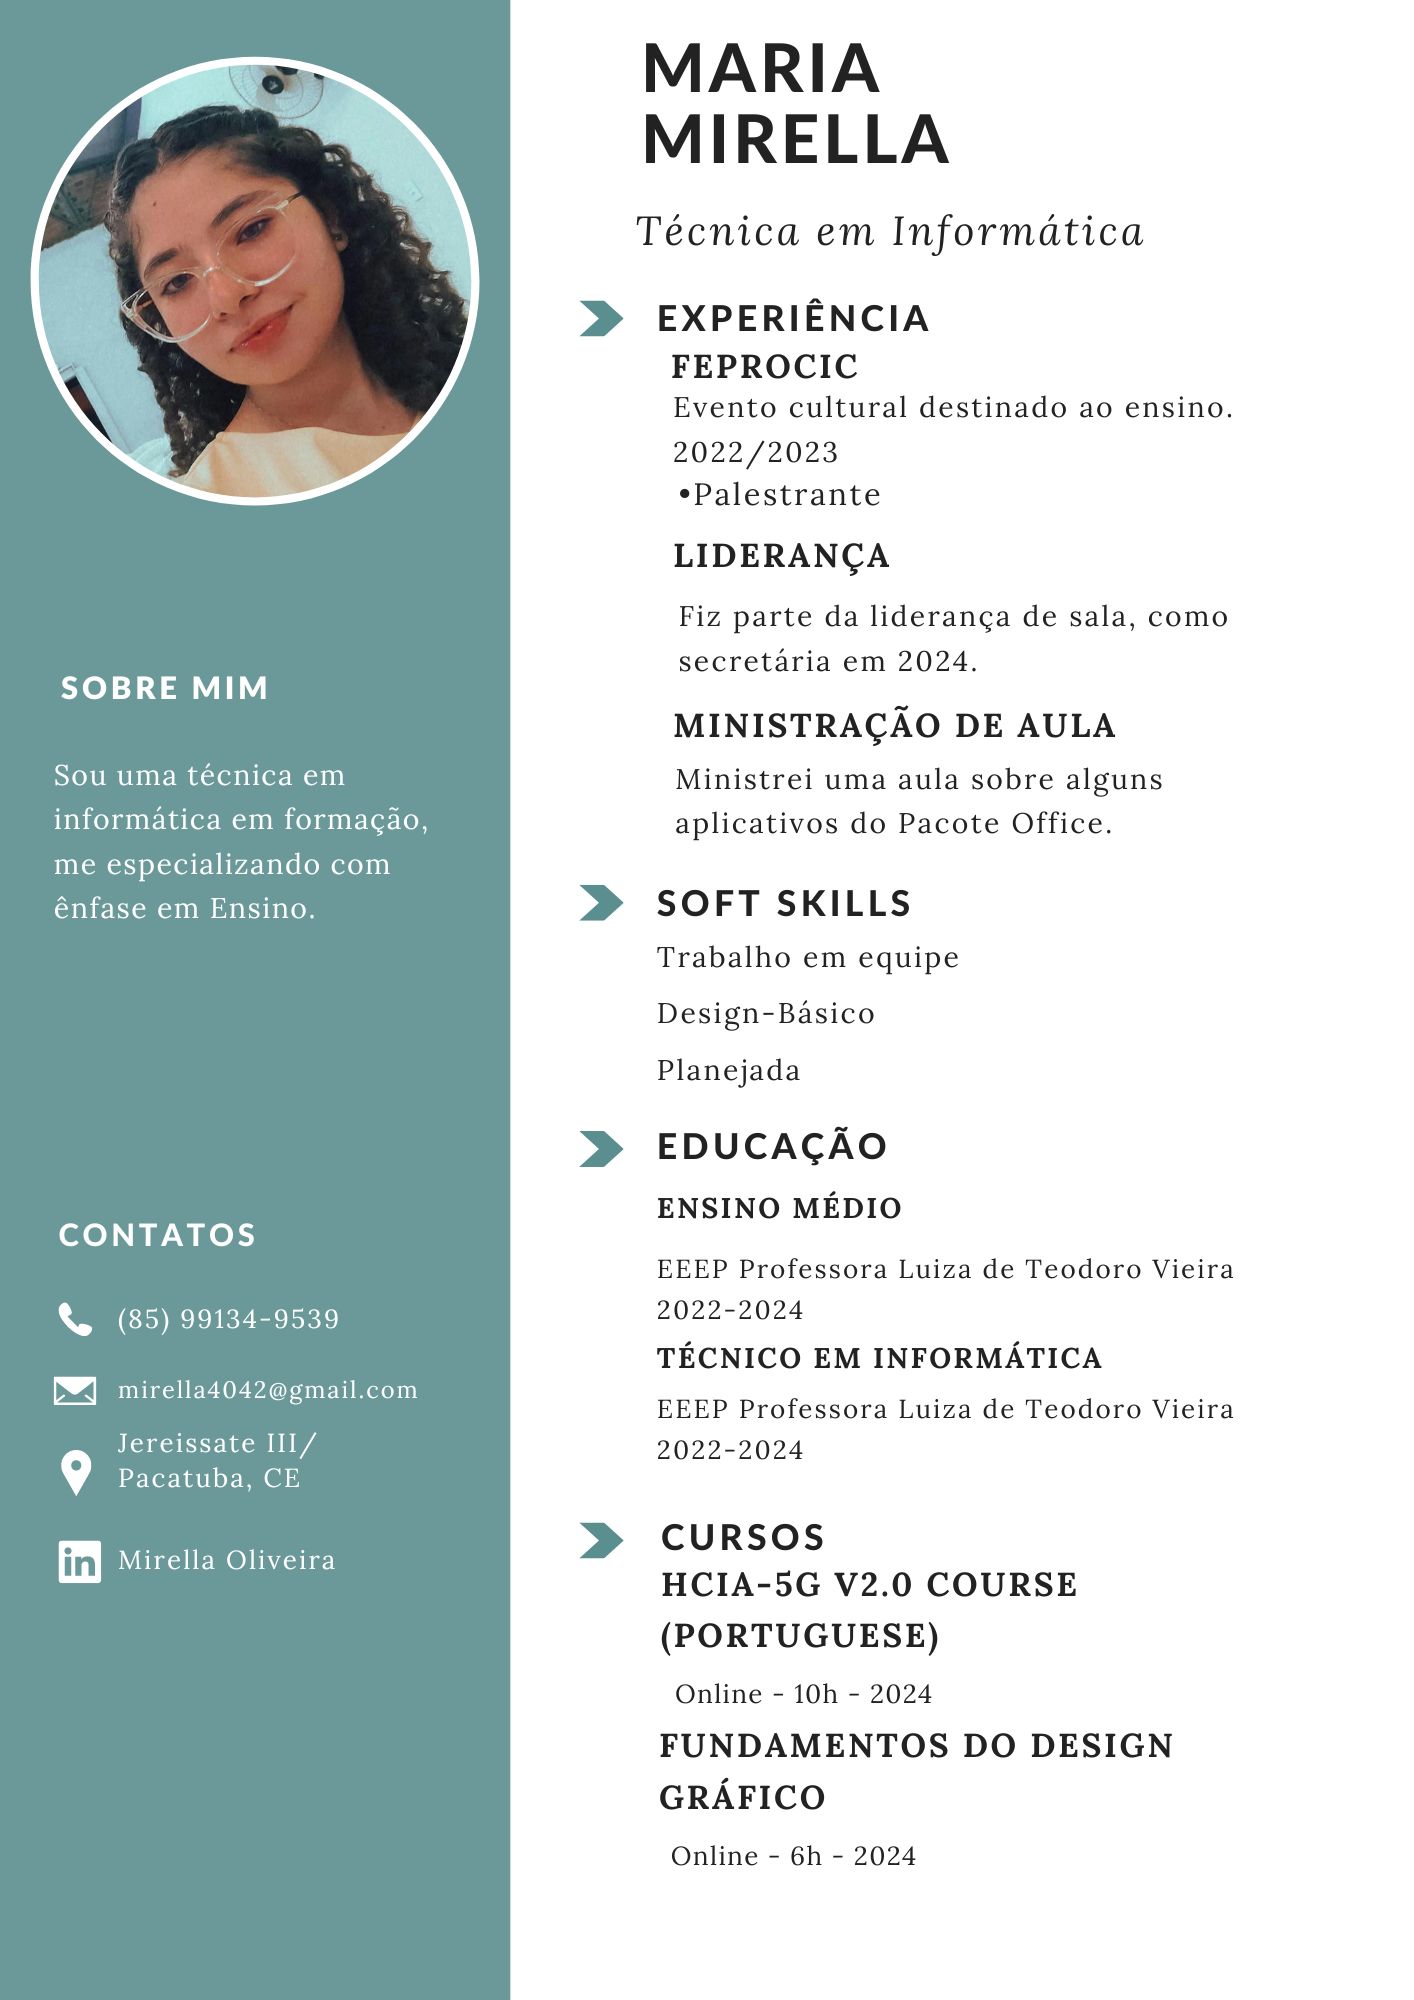 MARIA
MIRELLA
Técnica em Informática
EXPERIÊNCIA
FEPROCIC
Evento cultural destinado ao ensino.
2022/2023
•Palestrante
LIDERANÇA
Fiz parte da liderança de sala, como
secretária em 2024.
MINISTRAÇÃO DE AULA
Ministrei uma aula sobre alguns
aplicativos do Pacote Office.
SOFT SKILLS
Trabalho em equipe
Design-Básico
Planejada
EDUCAÇÃO
ENSINO MÉDIO
EEEP Professora Luiza de Teodoro Vieira
2022-2024
TÉCNICO EM INFORMÁTICA
EEEP Professora Luiza de Teodoro Vieira
2022-2024
CURSOS
HCIA-5G V2.0 COURSE
(PORTUGUESE)
Online - 10h - 2024
FUNDAMENTOS DO DESIGN
GRÁFICO
Online - 6h - 2024
SOBRE MIM
Sou uma técnica em
informática em formação,
me especializando com
ênfase em Ensino.
CONTATOS
(85) 99134-9539
mirella4042@gmail.com
Jereissate III/
Pacatuba, CE
in
Mirella Oliveira